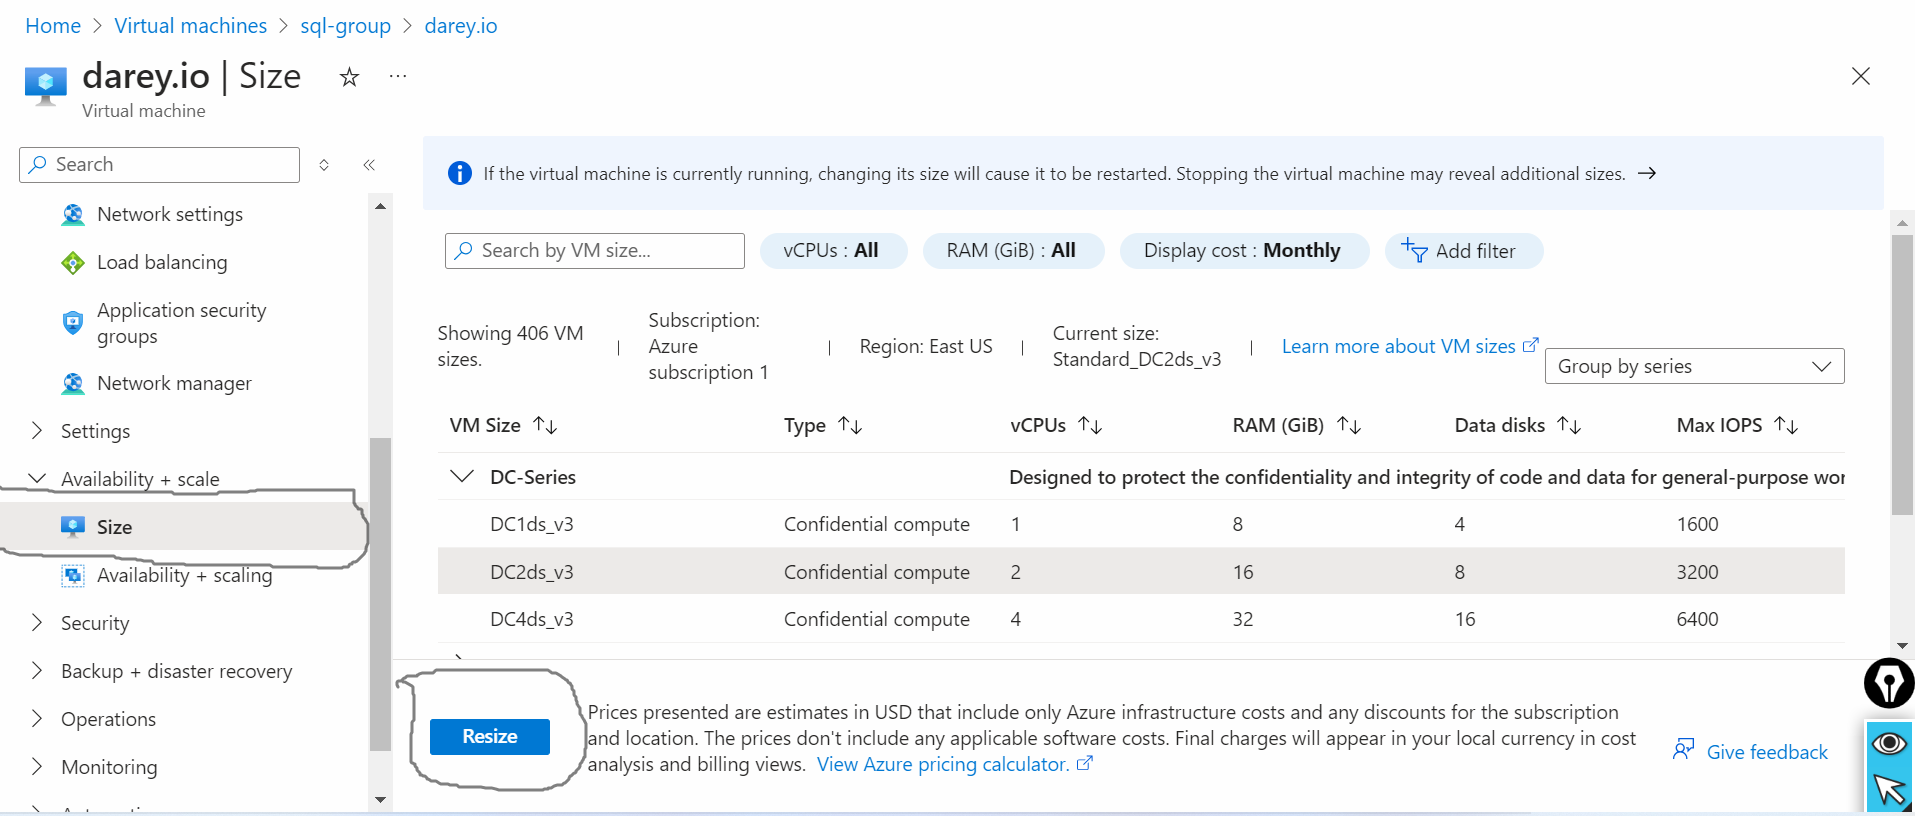 Home > Virtual machines > sql-group > darey.io
darey.io | Size
Virtual machine
Search
Network settings
Load balancing
Application security
groups
Network manager
Settings
Availability + scale
Size
Availability + scaling
Security
Backup + disaster recovery
Operations
Monitoring
If the virtual machine is currently running, changing its size will cause it to be restarted. Stopping the virtual machine may reveal additional sizes. →
Search by VM size...
vCPUs : All
RAM (GiB) : All
Display cost : Monthly
Add filter
Showing 406 VM
sizes.
Subscription:
Azure
subscription 1
Region: East US
Current size:
Standard_DC2ds_v3
Learn more about VM sizes
Group by series
VM Size Type vCPUs RAM (GiB) Data disks Max IOPS
DC-Series Designed to protect the confidentiality and integrity of code and data for general-purpose wor
DC1ds_v3 Confidential compute 1 8 4 1600
DC2ds_v3 Confidential compute 2 16 8 3200
DC4ds_v3 Confidential compute 4 32 16 6400
Resize
Prices presented are estimates in USD that include only Azure infrastructure costs and any discounts for the subscription
and location. The prices don't include any applicable software costs. Final charges will appear in your local currency in cost
analysis and billing views. View Azure pricing calculator.
Give feedback